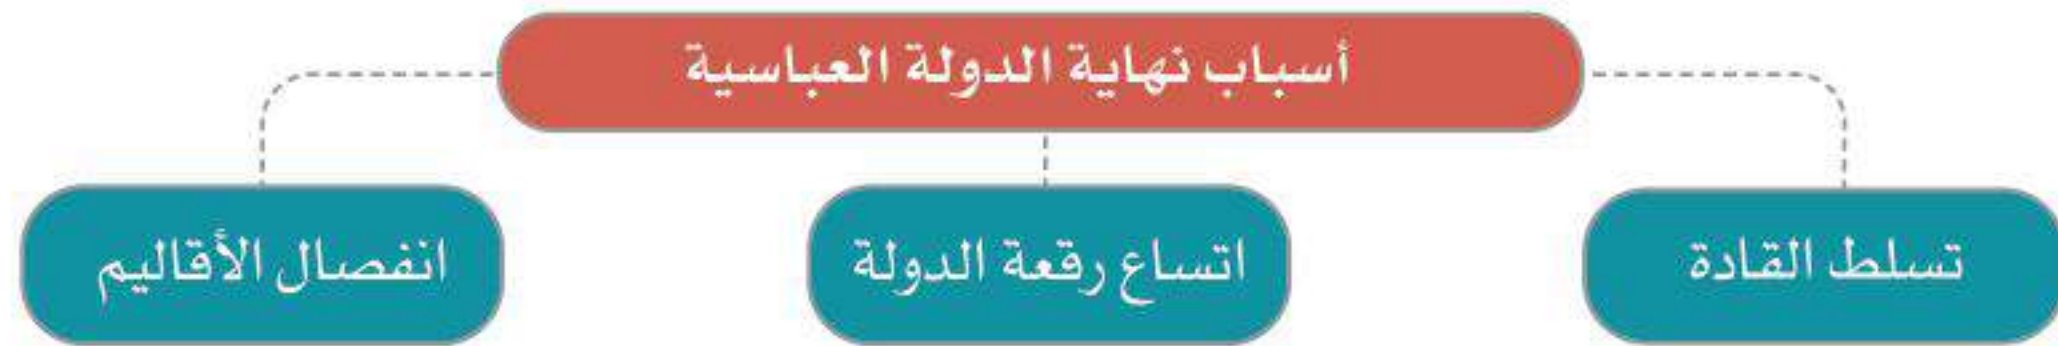 أسباب نهاية الدولة العباسية
تسلط القادة
اتساع رقعة الدولة
انفصال الأقاليم